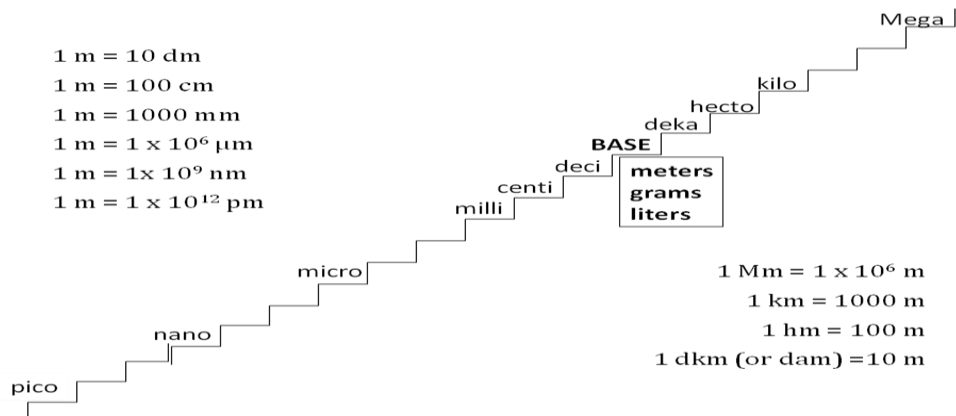 Mega
1 m = 10 dm
1 m = 100 cm
1 m = 1000 mm
1 m = 1 x 10⁶ µm
1 m = 1x 10⁹ nm
1 m = 1 x 10¹² pm
kilo
hecto
deka
BASE
meters
grams
liters
deci
centi
milli
micro
nano
pico
1 Mm = 1 x 10⁶ m
1 km = 1000 m
1 hm = 100 m
1 dkm (or dam) =10 m